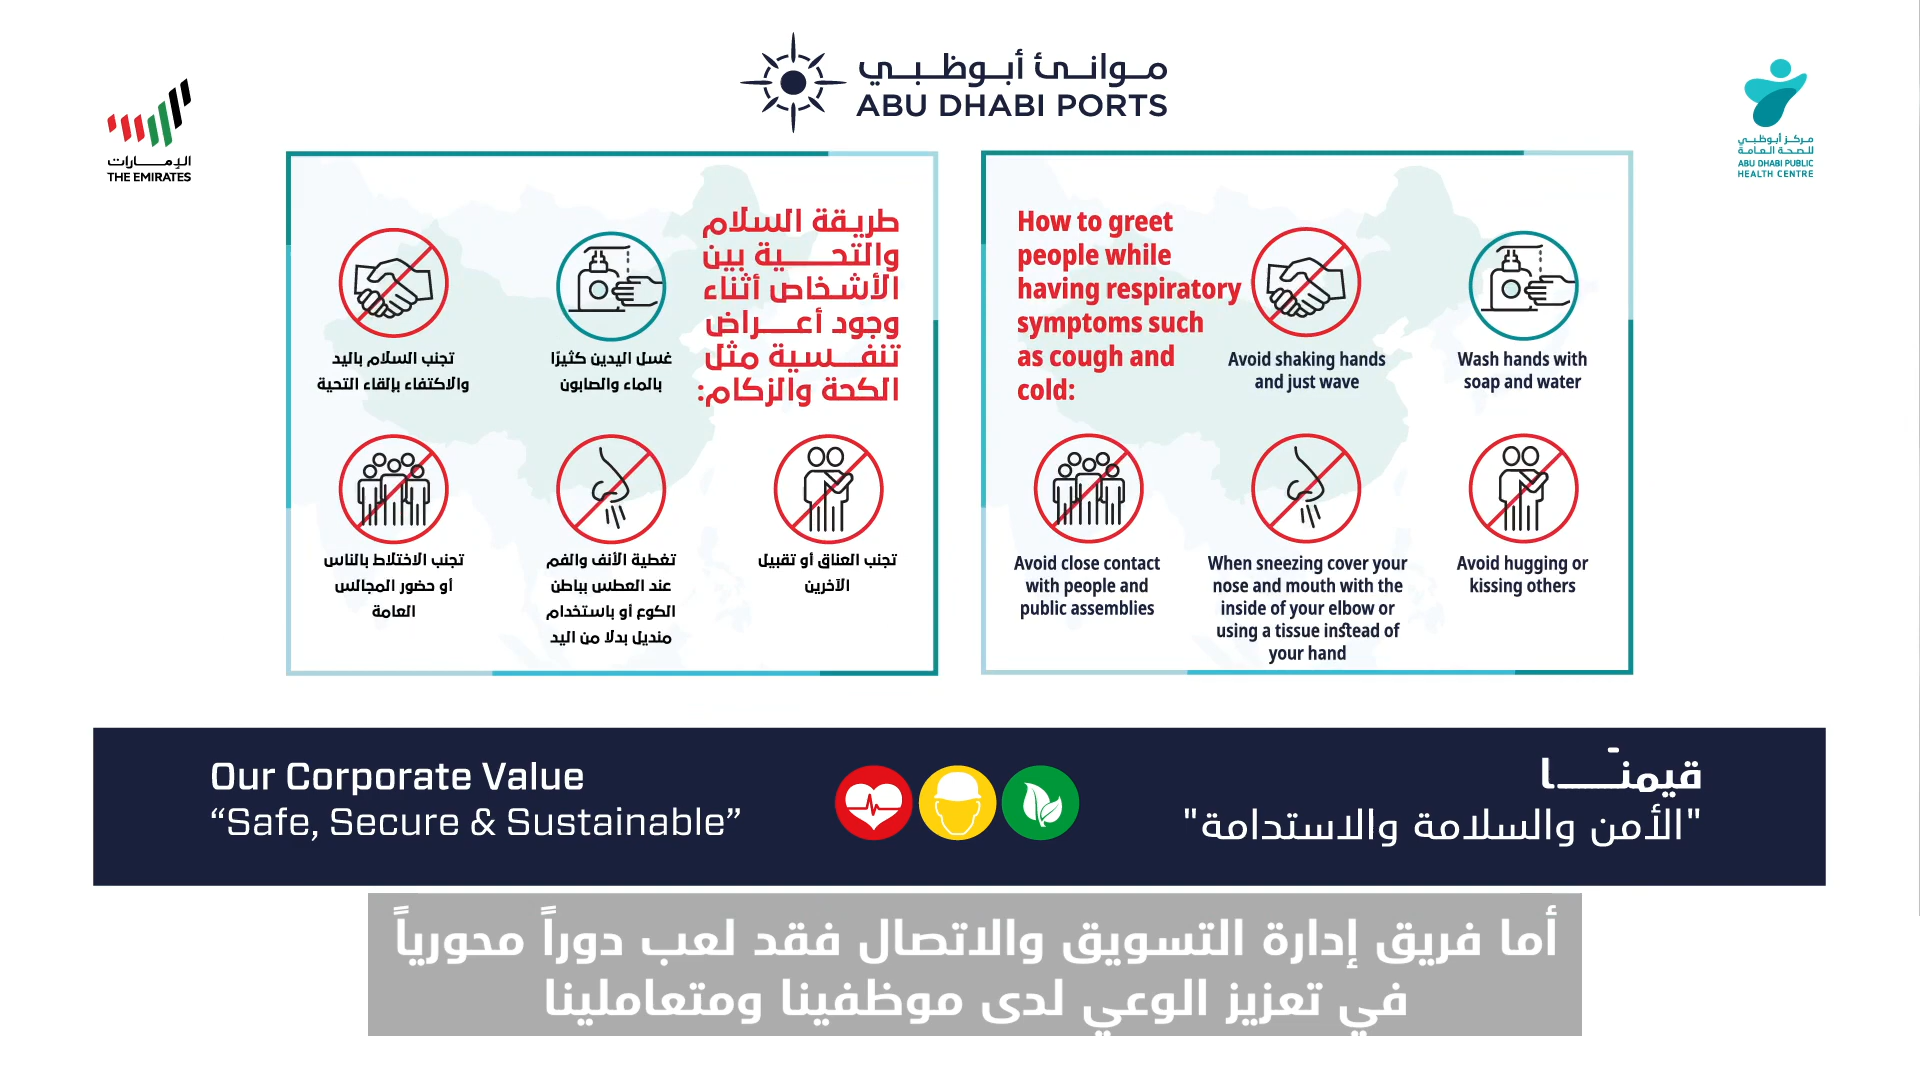 موانئ أبوظبي
ABU DHABI PORTS
الإمارات
THE EMIRATES
مركز أبوظبي
للصحة العامة
ABU DHABI PUBLIC
HEALTH CENTRE
طريقة السلام
والتحية بين
الأشخاص أثناء
وجود أعراض
تنفسية مثل
الكحة والزكام:
غسل اليدين كثيرًا
بالماء والصابون
تجنب السلام باليد
والاكتفاء بإلقاء التحية
تجنب العناق أو تقبيل
الآخرين
تغطية الأنف والفم
عند العطس بباطن
الكوع أو باستخدام
منديل بدلا من اليد
تجنب الاختلاط بالناس
أو حضور المجالس
العامة
How to greet
people while
having respiratory
symptoms such
as cough and
cold:
Avoid shaking hands
and just wave
Wash hands with
soap and water
Avoid close contact
with people and
public assemblies
When sneezing cover your
nose and mouth with the
inside of your elbow or
using a tissue instead of
your hand
Avoid hugging or
kissing others
Our Corporate Value
“Safe, Secure & Sustainable”
قيمنا
"الأمن والسلامة والاستدامة"
أما فريق إدارة التسويق والاتصال فقد لعب دوراً محورياً
في تعزيز الوعي لدى موظفينا ومتعاملينا